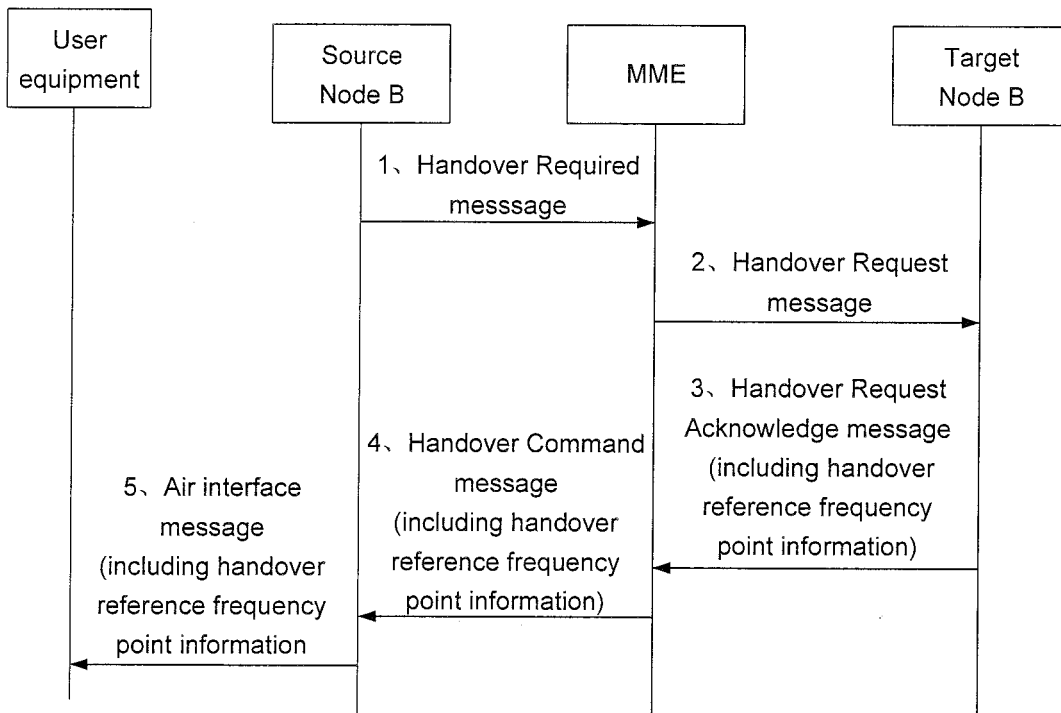 User
equipment
Source
Node B
MME
Target
Node B
1、Handover Required
messsage
2、Handover Request
message
3、Handover Request
Acknowledge message
(including handover
reference frequency
point information)
4、Handover Command
message
(including handover
reference frequency
point information)
5、Air interface
message
(including handover
reference frequency
point information